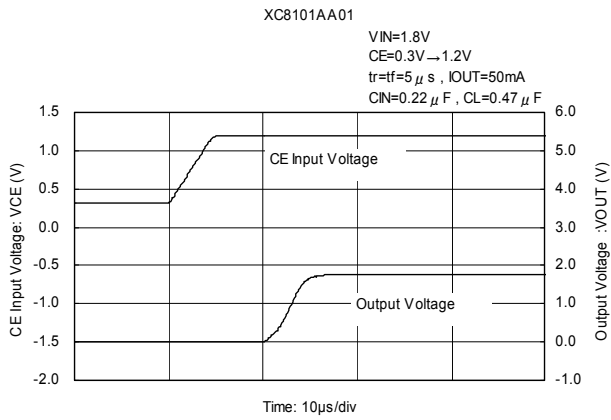 XC8101AA01
VIN=1.8V
CE=0.3V→1.2V
tr=tf=5μs , IOUT=50mA
CIN=0.22μF , CL=0.47μF
CE Input Voltage: VCE (V)
1.5
1.0
0.5
0.0
-0.5
-1.0
-1.5
-2.0
CE Input Voltage
Output Voltage
6.0
5.0
4.0
3.0
2.0
1.0
0.0
-1.0
Output Voltage :VOUT (V)
Time: 10μs/div